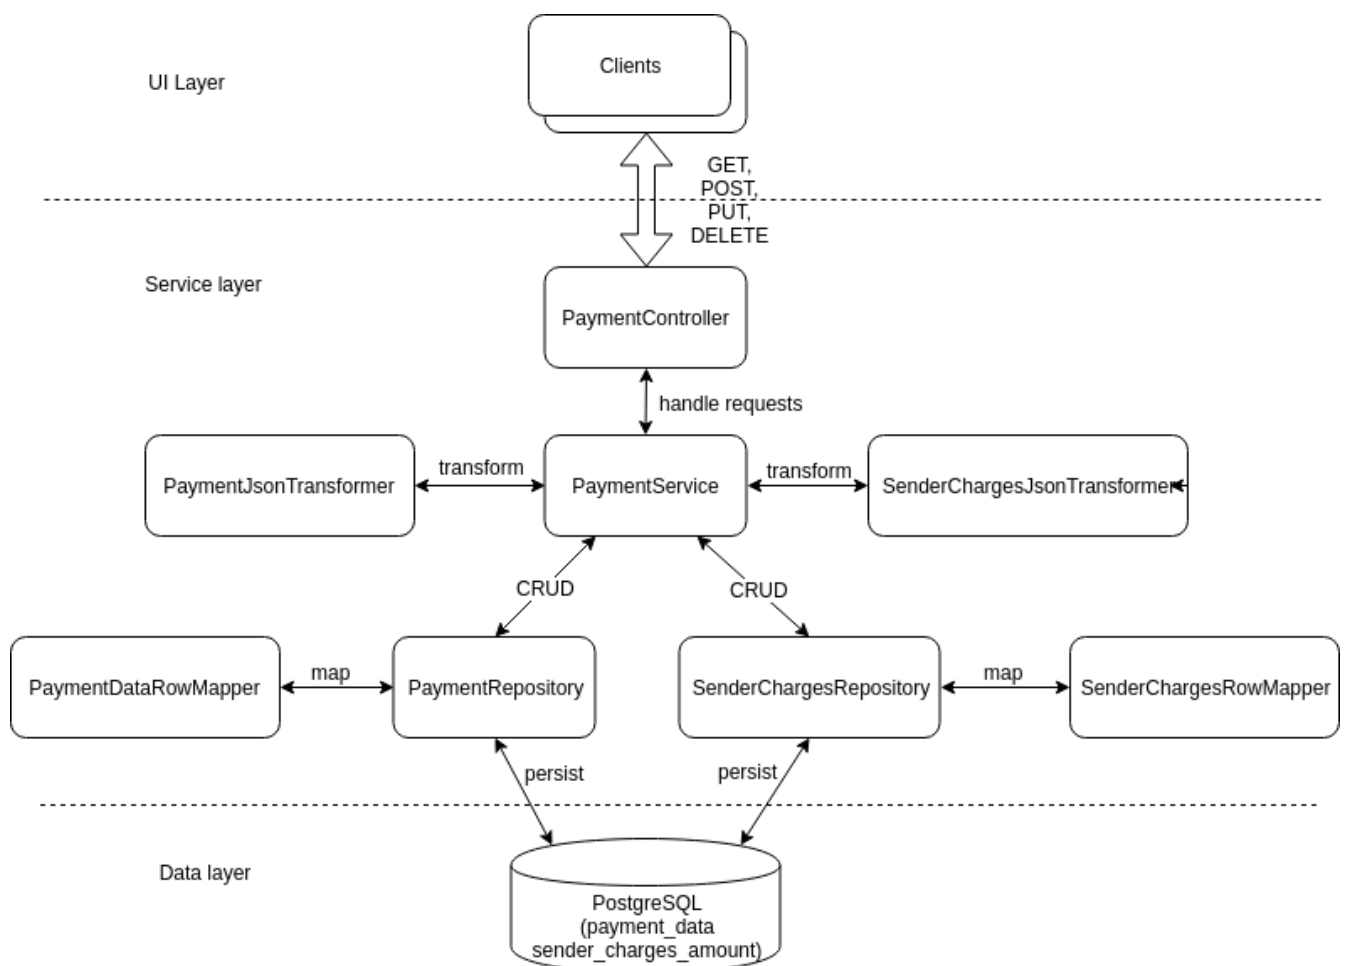 Clients
UI Layer
GET,
POST,
PUT,
DELETE
Service layer
PaymentController
handle requests
PaymentJsonTransformer
transform
PaymentService
transform
SenderChargesJsonTransformer
CRUD
CRUD
PaymentDataRowMapper
map
PaymentRepository
SenderChargesRepository
map
SenderChargesRowMapper
persist
persist
Data layer
PostgreSQL
(payment_data
sender_charges_amount)